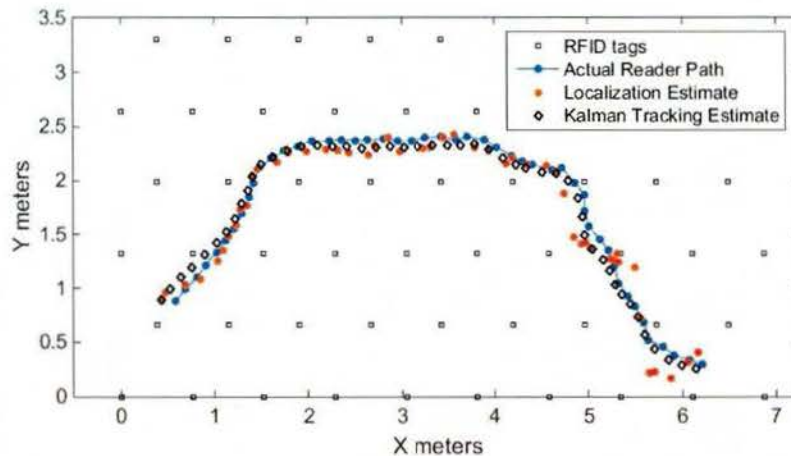 3.5
3
2.5
2
1.5
1
0.5
0
Y meters
RFID tags
Actual Reader Path
Localization Estimate
Kalman Tracking Estimate
0 1 2 3 4 5 6 7
X meters